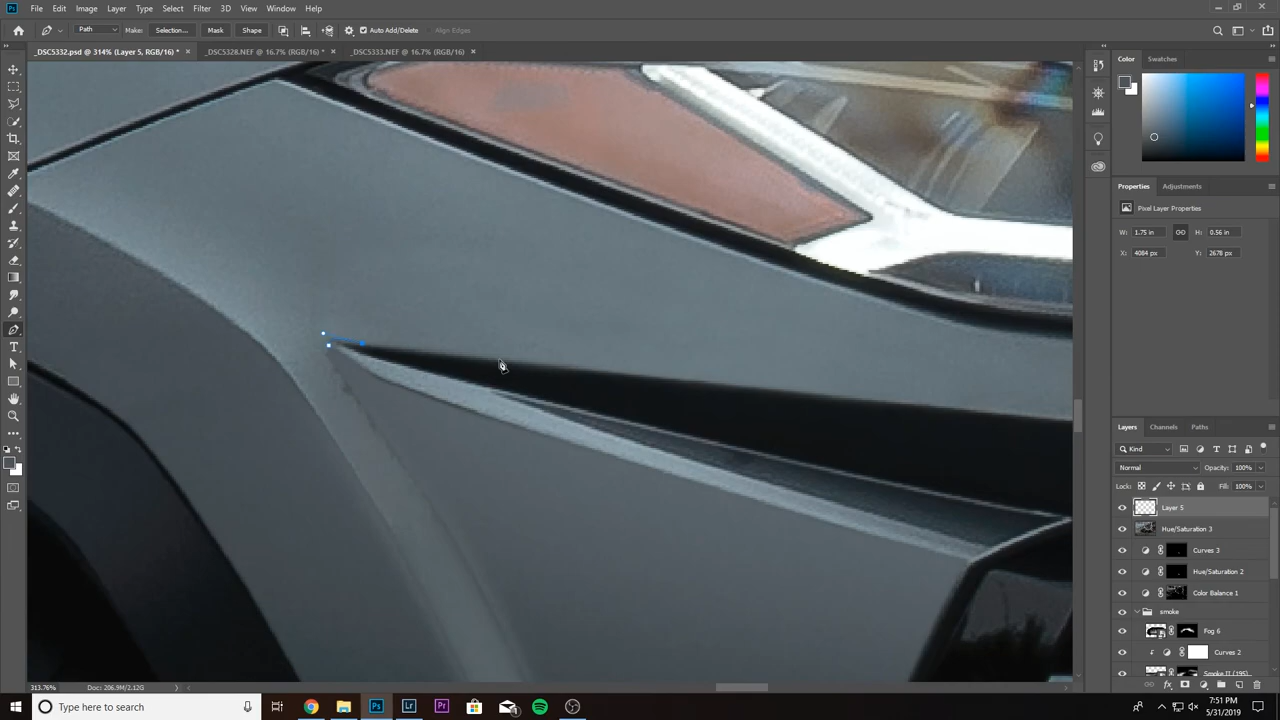 File Edit Image Layer Type Select Filter 3D View Window Help
Path Make: Selection... Mask Shape Auto Add/Delete Align Edges
_DSC5332.psd @ 314% (Layer 5, RGB/16) * × _DSC5328.NEF @ 16.7% (RGB/16) * × _DSC5333.NEF @ 16.7% (RGB/16) ×
Color Swatches
Properties Adjustments
Pixel Layer Properties
W: 1.75 in H: 0.56 in
X: 4084 px Y: 2678 px
Layers Channels Paths
Kind
Normal Opacity: 100%
Lock: Fill: 100%
Layer 5
Hue/Saturation 3
Curves 3
Hue/Saturation 2
Color Balance 1
smoke
Fog 6
Curves 2
Smoke II (195)
313.76% Doc: 206.9M/2.12G
Type here to search
7:51 PM
5/31/2019